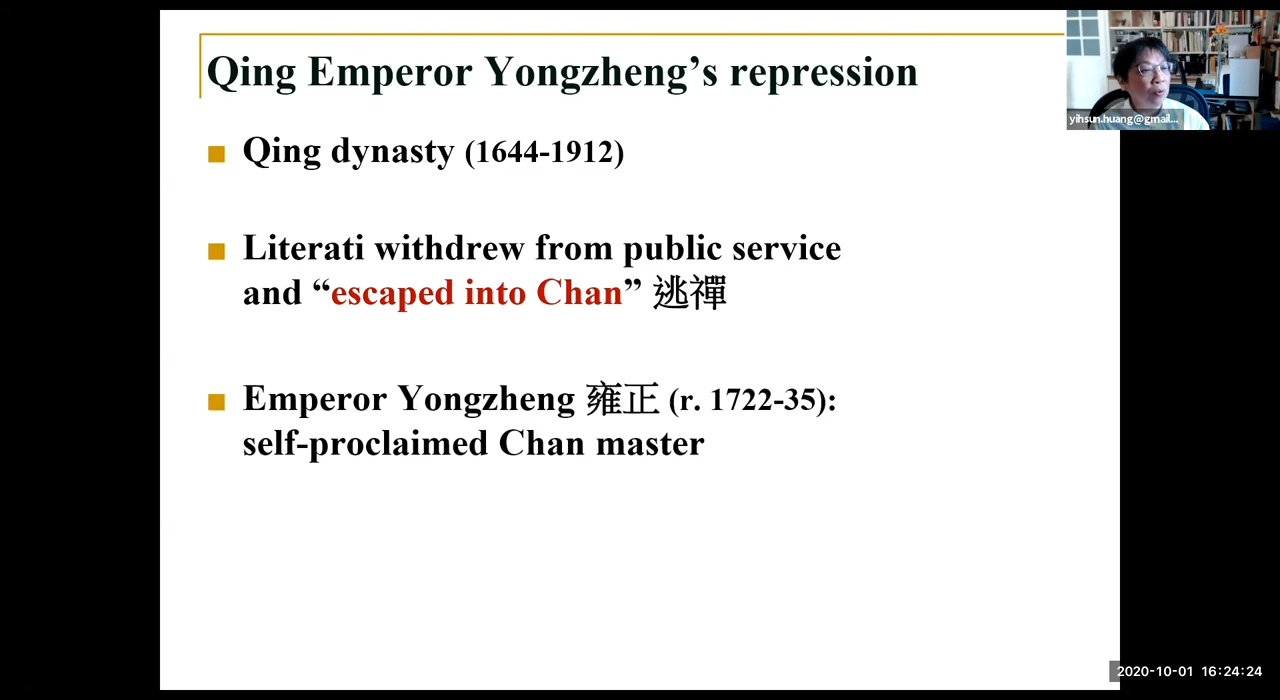 Qing Emperor Yongzheng’s repression
yihsun.huang@gmail...
Qing dynasty (1644-1912)
Literati withdrew from public service
and “escaped into Chan” 逃禪
Emperor Yongzheng 雍正 (r. 1722-35):
self-proclaimed Chan master
2020-10-01 16:24:24